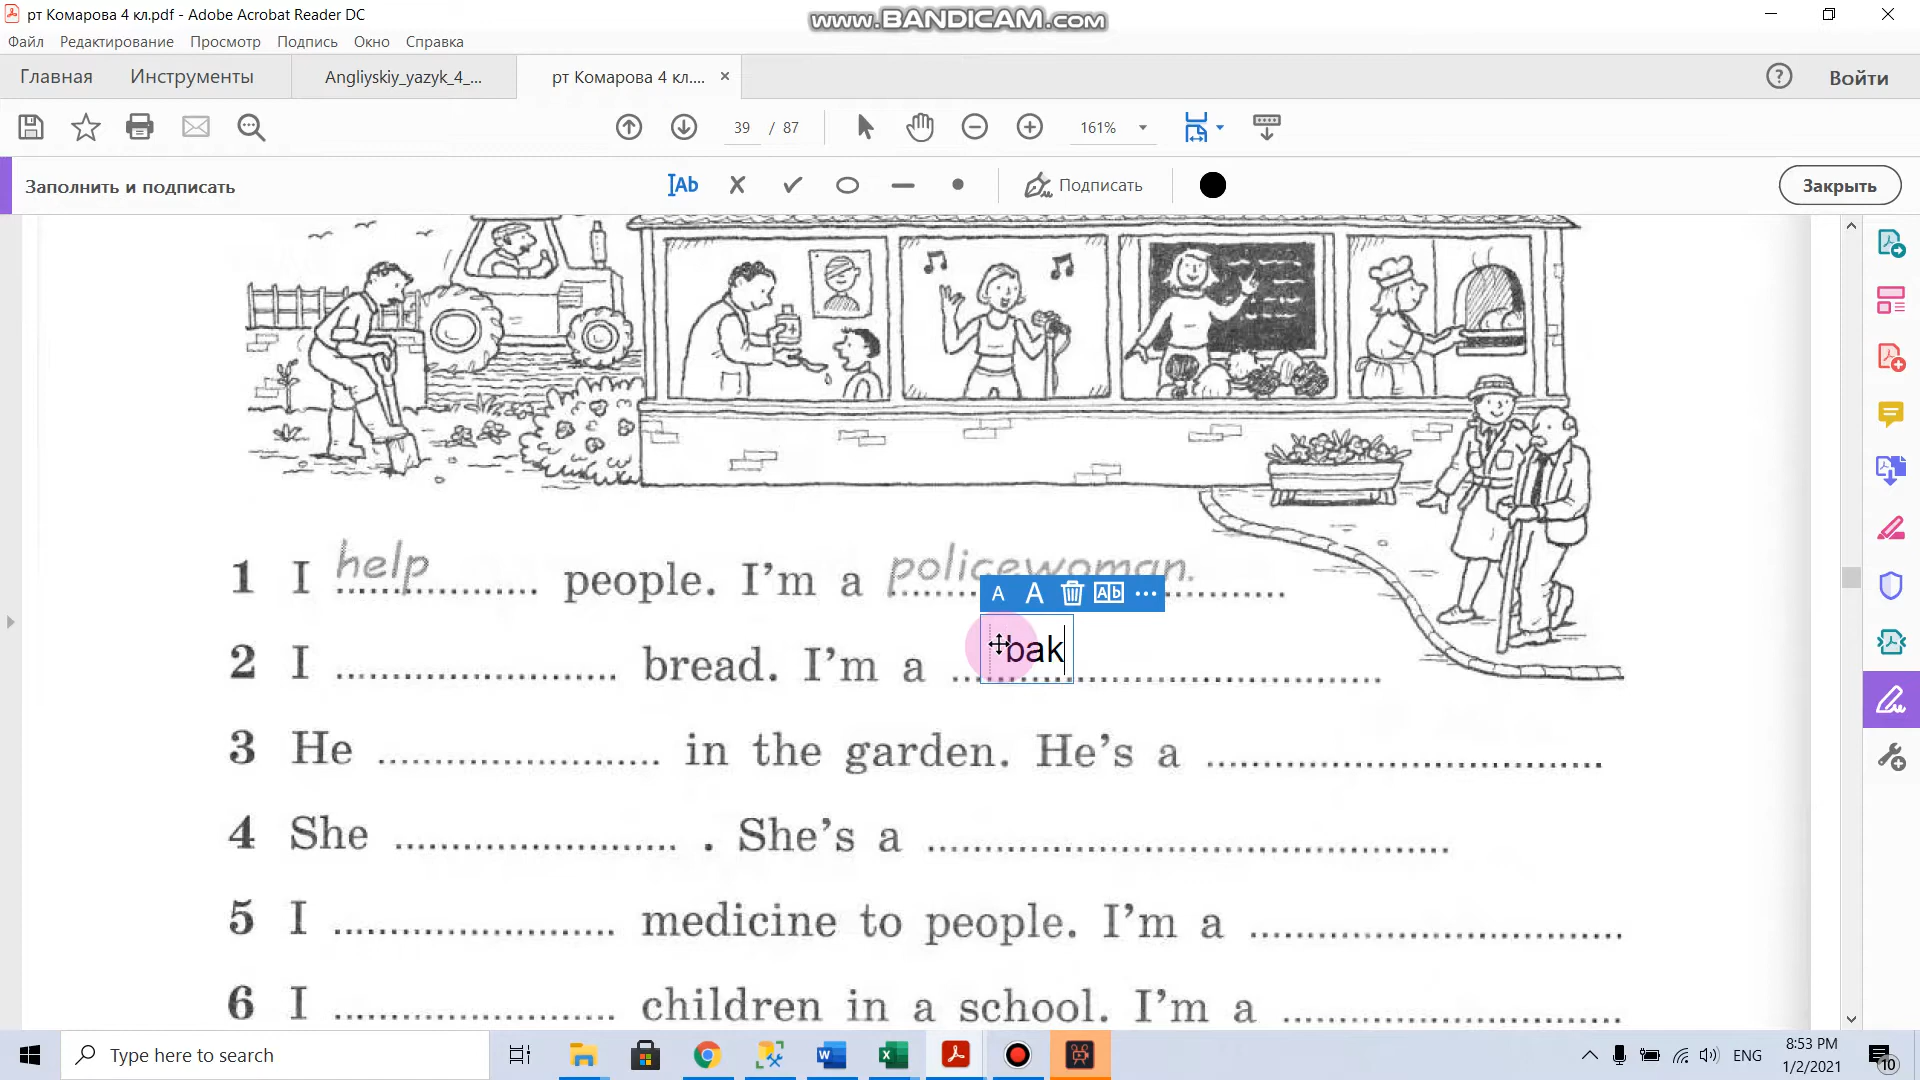 рт Комарова 4 кл.pdf - Adobe Acrobat Reader DC
www.BANDICAM.com
Файл Редактирование Просмотр Подпись Окно Справка
Главная Инструменты Angliyskiy_yazyk_4_... рт Комарова 4 кл.... × Войти
39 / 87 161%
Заполнить и подписать Ab Подписать Закрыть
1 I help people. I'm a policewoman.
A A Ab ...
2 I bread. I'm a bak
3 He in the garden. He's a
4 She . She's a
5 I medicine to people. I'm a
6 I children in a school. I'm a
Type here to search ENG 8:53 PM
1/2/2021 10